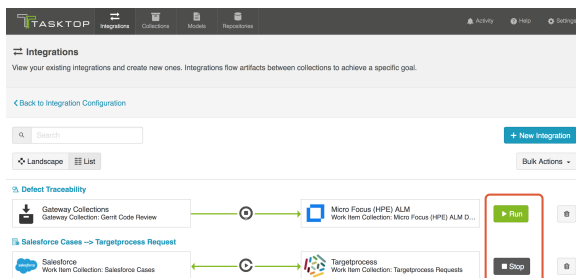 TASKTOP
Integrations
Collections
Models
Repositories
Activity
Help
Settings
Integrations
View your existing integrations and create new ones. Integrations flow artifacts between collections to achieve a specific goal.
Back to Integration Configuration
Search
+ New Integration
Landscape
List
Bulk Actions
Defect Traceability
Gateway Collections
Gateway Collection: Gerrit Code Review
Micro Focus (HPE) ALM
Work Item Collection: Micro Focus (HPE) ALM D...
Run
Salesforce Cases --> Targetprocess Request
salesforce
Salesforce
Work Item Collection: Salesforce Cases
Targetprocess
Work Item Collection: Targetprocess Requests
Stop